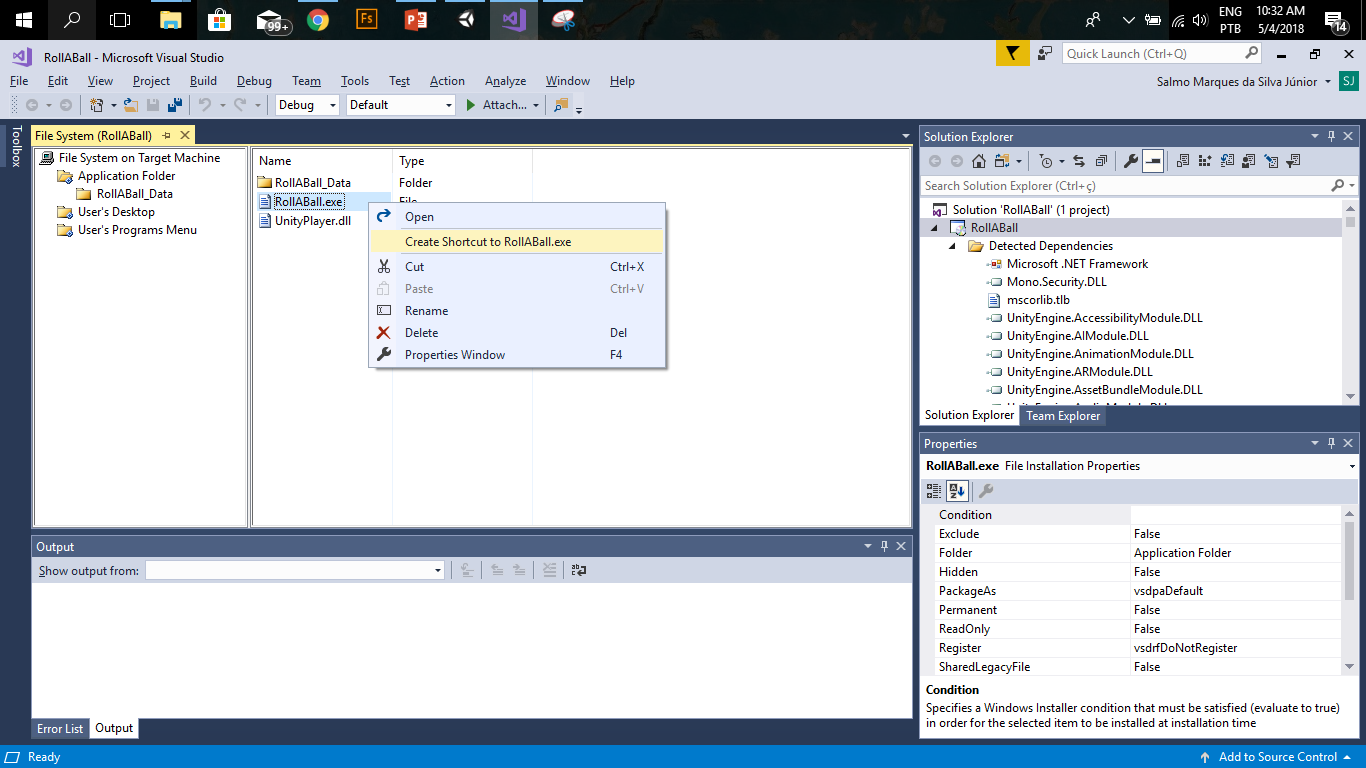 99+
Fs
ENG
PTB
10:32 AM
5/4/2018
14
RollABall - Microsoft Visual Studio
Quick Launch (Ctrl+Q)
File Edit View Project Build Debug Team Tools Test Action Analyze Window Help
Salmo Marques da Silva Júnior
SJ
Debug Default Attach...
Toolbox
File System (RollABall)
File System on Target Machine
Application Folder
RollABall_Data
User's Desktop
User's Programs Menu
Name Type
RollABall_Data Folder
RollABall.exe File
UnityPlayer.dll
Open
Create Shortcut to RollABall.exe
Cut Ctrl+X
Paste Ctrl+V
Rename
Delete Del
Properties Window F4
Solution Explorer
Search Solution Explorer (Ctrl+ç)
Solution 'RollABall' (1 project)
RollABall
Detected Dependencies
Microsoft .NET Framework
Mono.Security.DLL
mscorlib.tlb
UnityEngine.AccessibilityModule.DLL
UnityEngine.AIModule.DLL
UnityEngine.AnimationModule.DLL
UnityEngine.ARModule.DLL
UnityEngine.AssetBundleModule.DLL
Solution Explorer Team Explorer
Properties
RollABall.exe File Installation Properties
Condition
Exclude False
Folder Application Folder
Hidden False
PackageAs vsdpaDefault
Permanent False
ReadOnly False
Register vsdrfDoNotRegister
SharedLegacyFile False
Condition
Specifies a Windows Installer condition that must be satisfied (evaluate to true)
in order for the selected item to be installed at installation time
Output
Show output from:
Error List Output
Ready
Add to Source Control